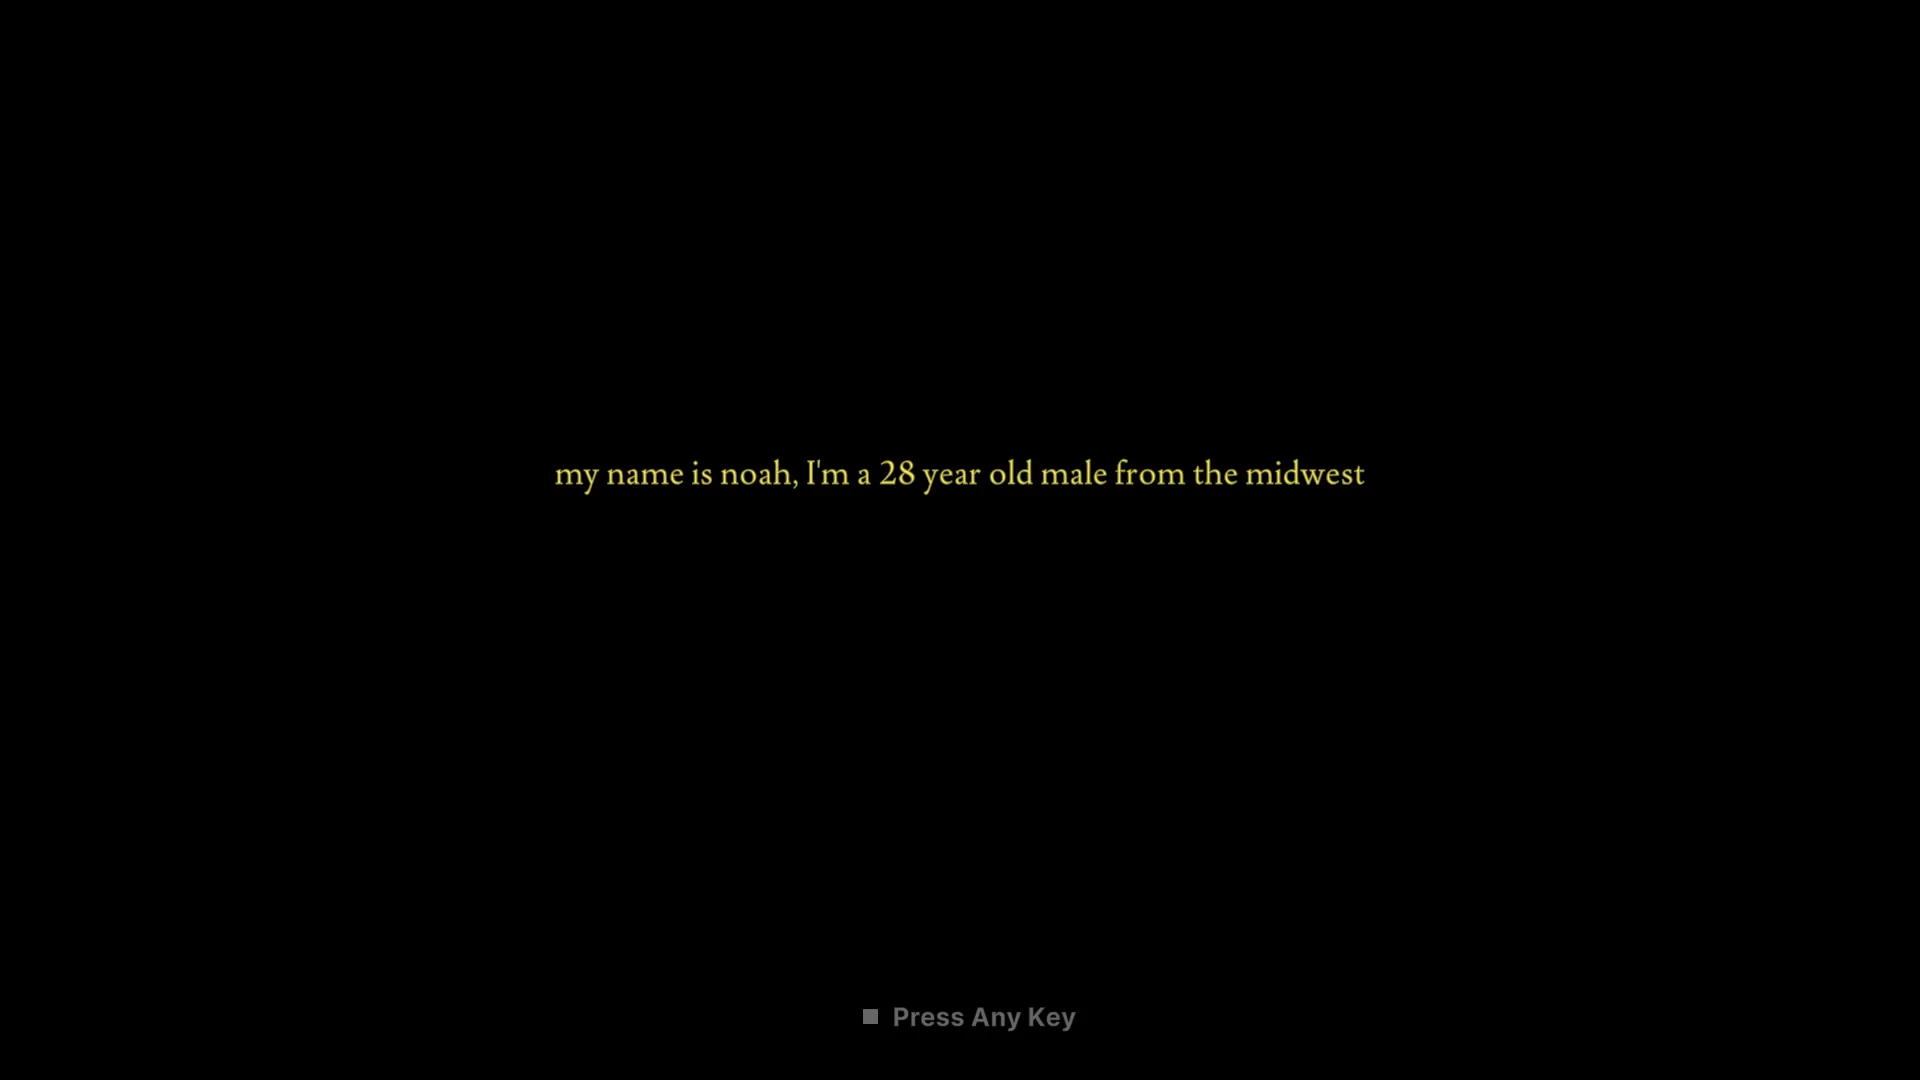 my name is noah, I'm a 28 year old male from the midwest
Press Any Key